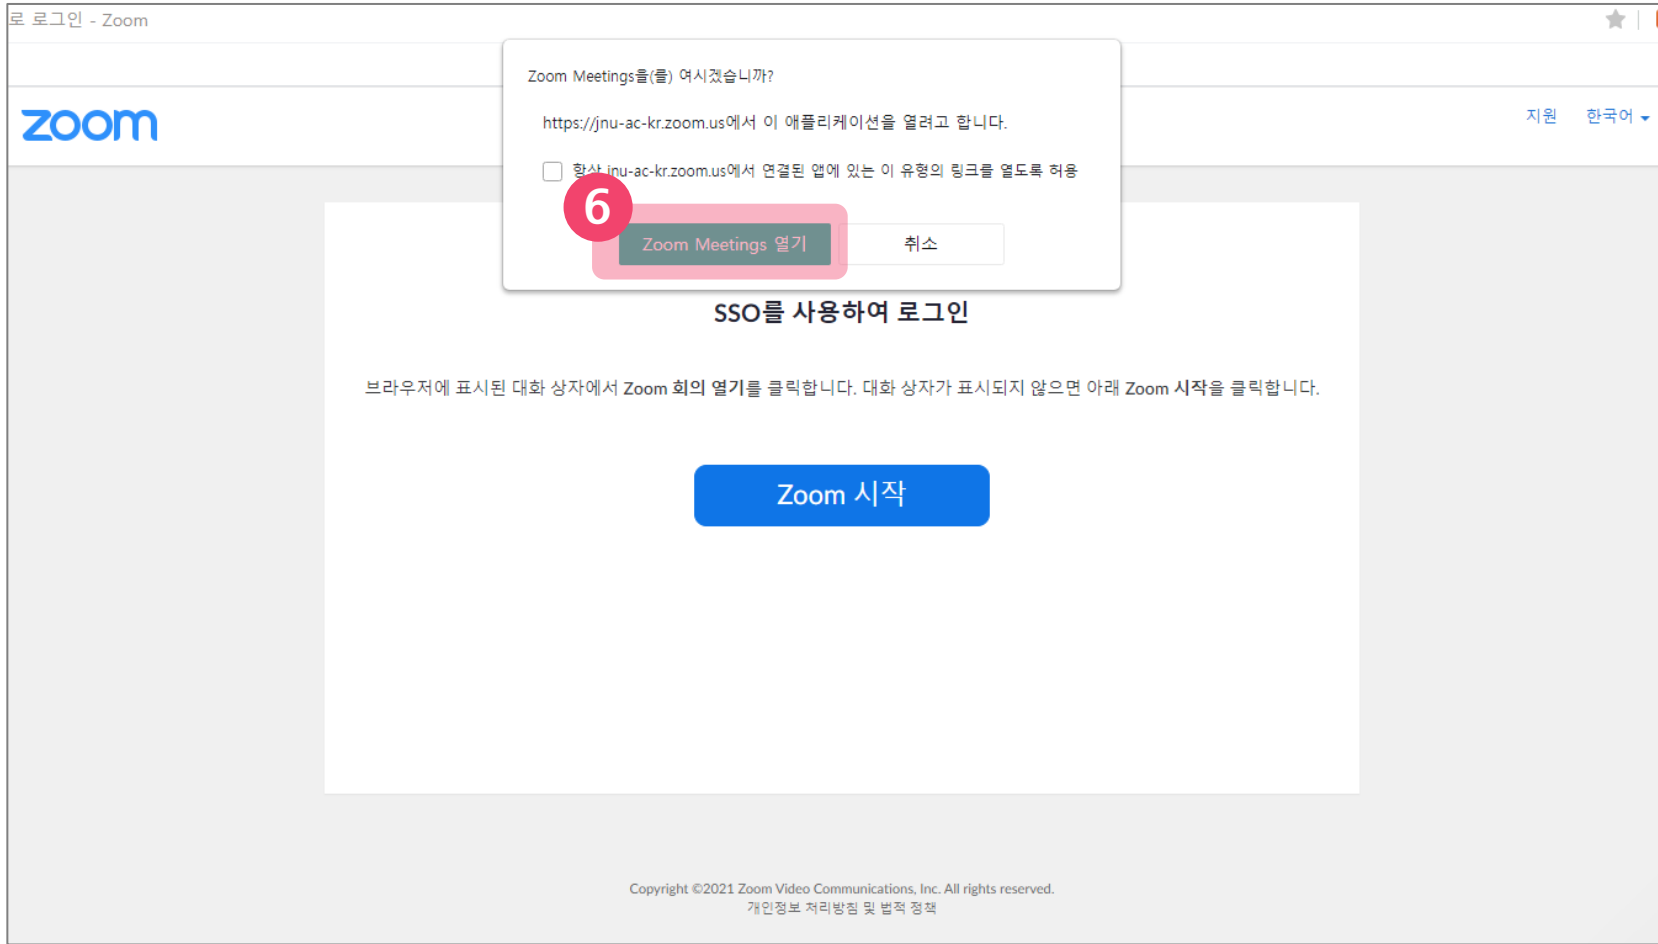 로 로그인 - Zoom
Zoom Meetings을(를) 여시겠습니까?
https://jnu-ac-kr.zoom.us에서 이 애플리케이션을 열려고 합니다.
항상 jnu-ac-kr.zoom.us에서 연결된 앱에 있는 이 유형의 링크를 열도록 허용
6
Zoom Meetings 열기
취소
zoom
지원
한국어
SSO를 사용하여 로그인
브라우저에 표시된 대화 상자에서 Zoom 회의 열기를 클릭합니다. 대화 상자가 표시되지 않으면 아래 Zoom 시작을 클릭합니다.
Zoom 시작
Copyright ©2021 Zoom Video Communications, Inc. All rights reserved.
개인정보 처리방침 및 법적 정책